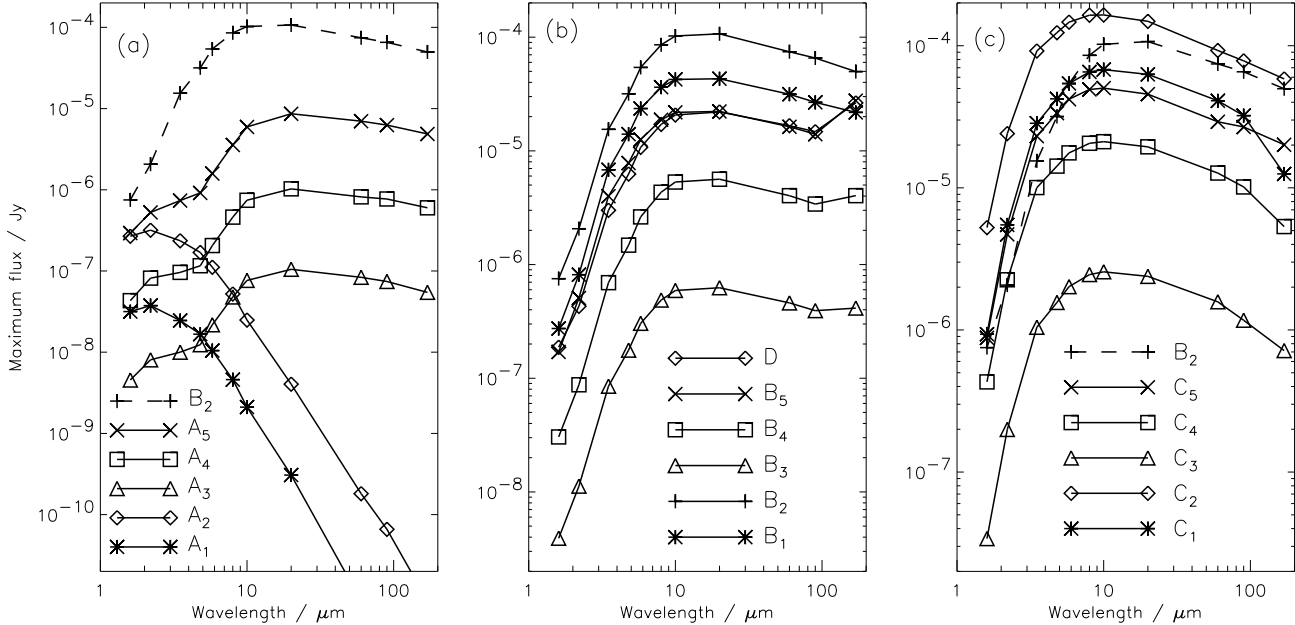 Maximum flux / Jy
10⁻⁴
10⁻⁵
10⁻⁶
10⁻⁷
10⁻⁸
10⁻⁹
10⁻¹⁰
(a)
B₂
A₅
A₄
A₃
A₂
A₁
1 10 100
Wavelength / μm
10⁻⁴
10⁻⁵
10⁻⁶
10⁻⁷
10⁻⁸
(b)
D
B₅
B₄
B₃
B₂
B₁
1 10 100
Wavelength / μm
10⁻⁴
10⁻⁵
10⁻⁶
10⁻⁷
(c)
B₂
C₅
C₄
C₃
C₂
C₁
1 10 100
Wavelength / μm